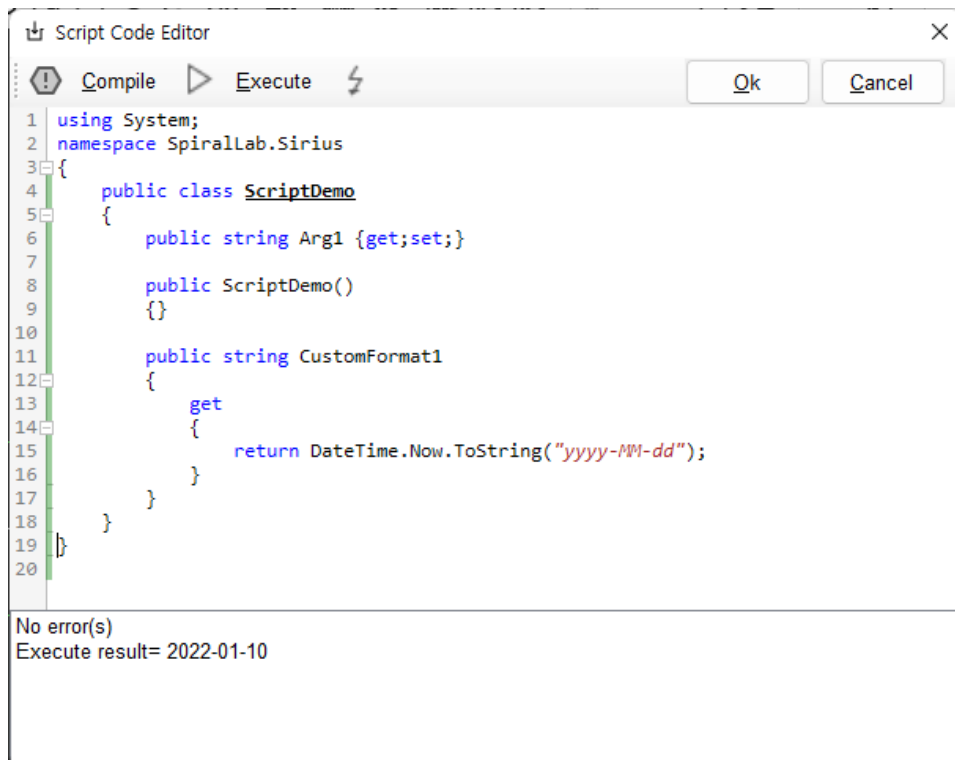 Script Code Editor
Compile Execute Ok Cancel
1 using System;
2 namespace SpiralLab.Sirius
3 {
4 public class ScriptDemo
5 {
6 public string Arg1 {get;set;}
7
8 public ScriptDemo()
9 {}
10
11 public string CustomFormat1
12 {
13 get
14 {
15 return DateTime.Now.ToString("yyyy-MM-dd");
16 }
17 }
18 }
19 }
20
No error(s)
Execute result= 2022-01-10